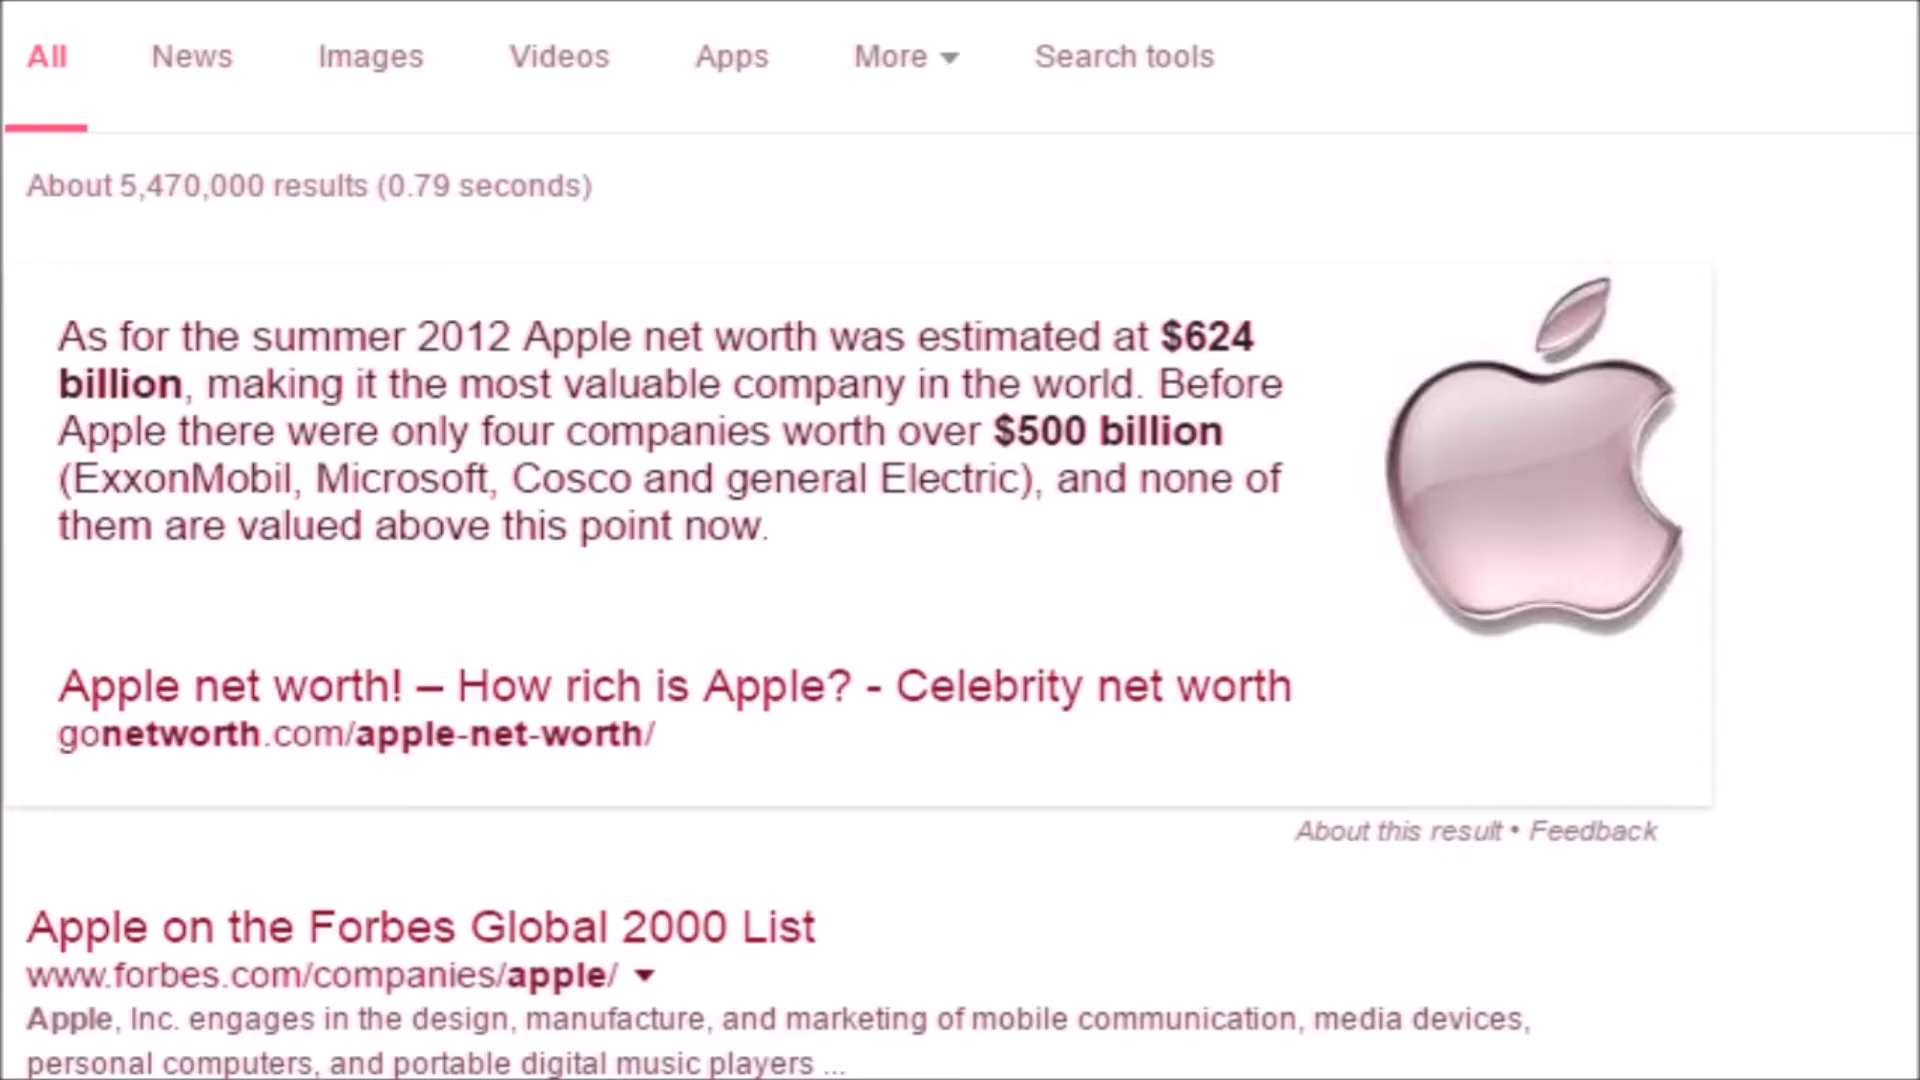 All News Images Videos Apps More Search tools
About 5,470,000 results (0.79 seconds)
As for the summer 2012 Apple net worth was estimated at $624
billion, making it the most valuable company in the world. Before
Apple there were only four companies worth over $500 billion
(ExxonMobil, Microsoft, Cosco and general Electric), and none of
them are valued above this point now.
Apple net worth! – How rich is Apple? - Celebrity net worth
gonetworth.com/apple-net-worth/
About this result • Feedback
Apple on the Forbes Global 2000 List
www.forbes.com/companies/apple/
Apple, Inc. engages in the design, manufacture, and marketing of mobile communication, media devices,
personal computers, and portable digital music players ...